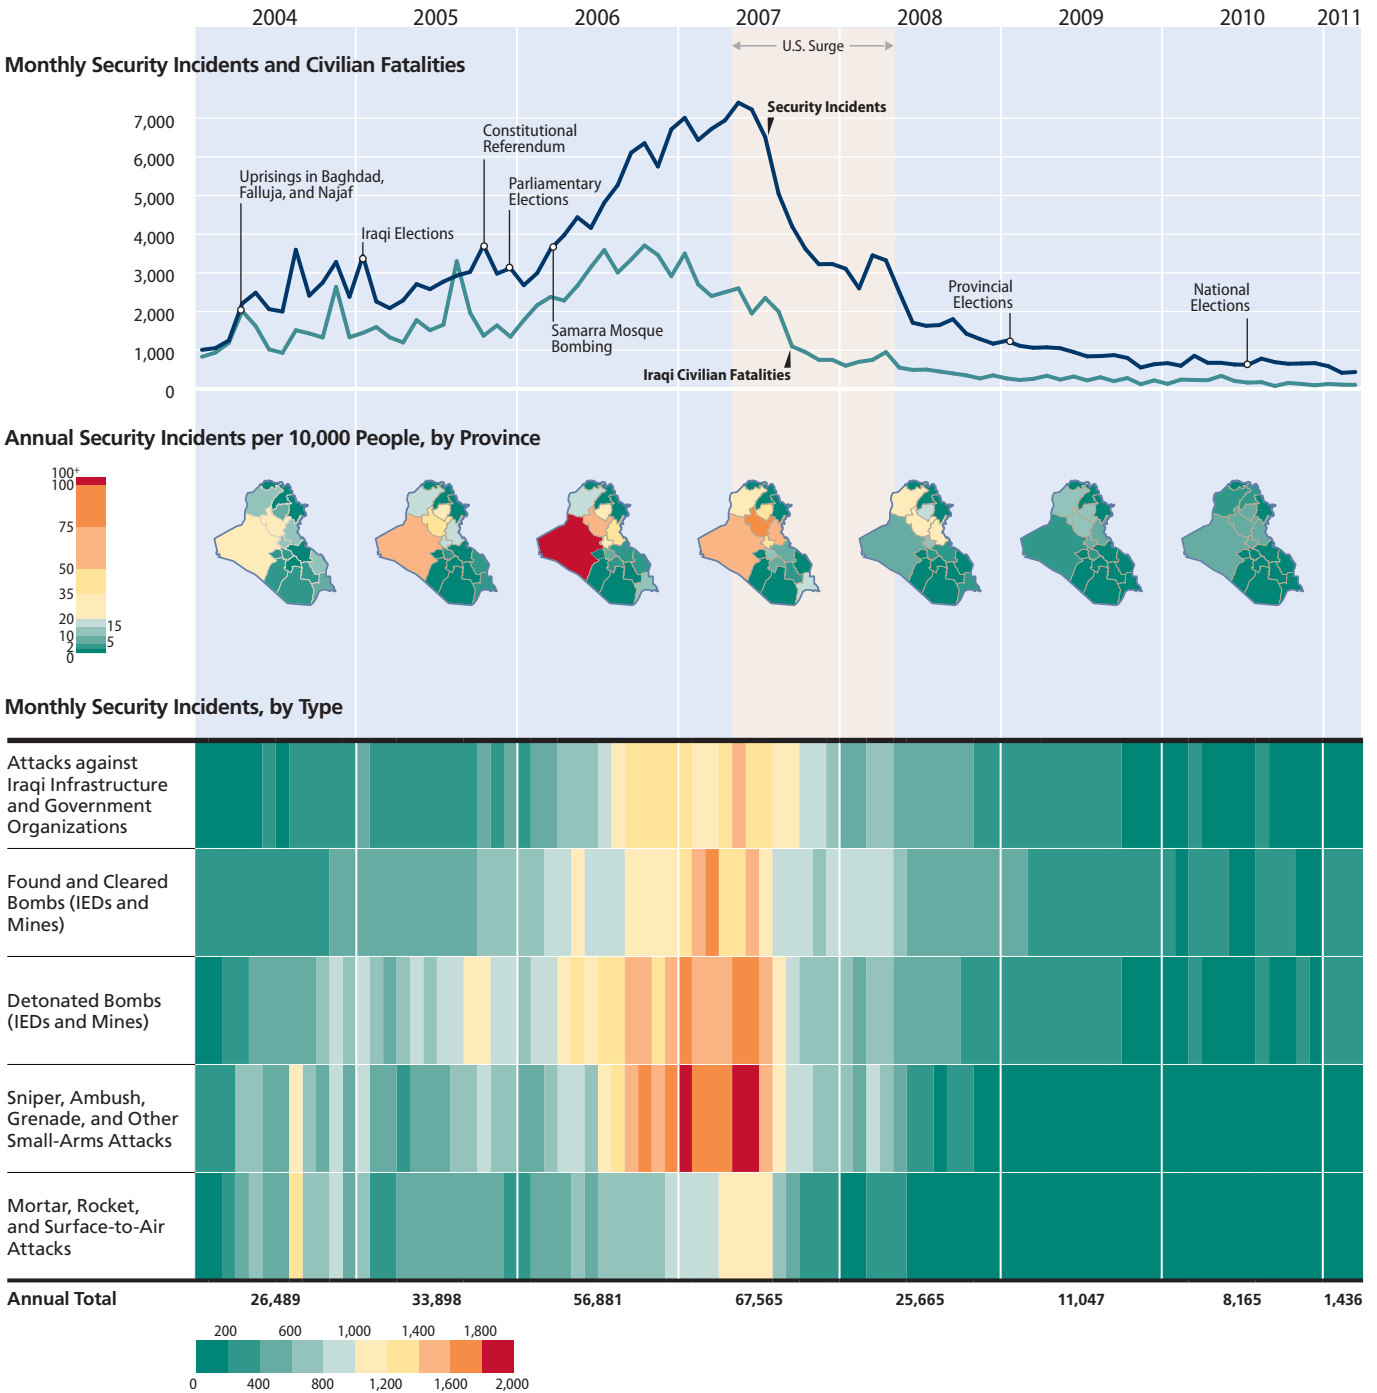 2004 2005 2006 2007 2008 2009 2010 2011
U.S. Surge
Monthly Security Incidents and Civilian Fatalities
Security Incidents
7,000
6,000
5,000
4,000
3,000
2,000
1,000
0
Uprisings in Baghdad,
Falluja, and Najaf
Iraqi Elections
Constitutional
Referendum
Parliamentary
Elections
Samarra Mosque
Bombing
Iraqi Civilian Fatalities
Provincial
Elections
National
Elections
Annual Security Incidents per 10,000 People, by Province
100+
100
75
50
35
20
15
10
5
2
0
Monthly Security Incidents, by Type
Attacks against
Iraqi Infrastructure
and Government
Organizations
Found and Cleared
Bombs (IEDs and
Mines)
Detonated Bombs
(IEDs and Mines)
Sniper, Ambush,
Grenade, and Other
Small-Arms Attacks
Mortar, Rocket,
and Surface-to-Air
Attacks
Annual Total 26,489 33,898 56,881 67,565 25,665 11,047 8,165 1,436
200 600 1,000 1,400 1,800
0 400 800 1,200 1,600 2,000